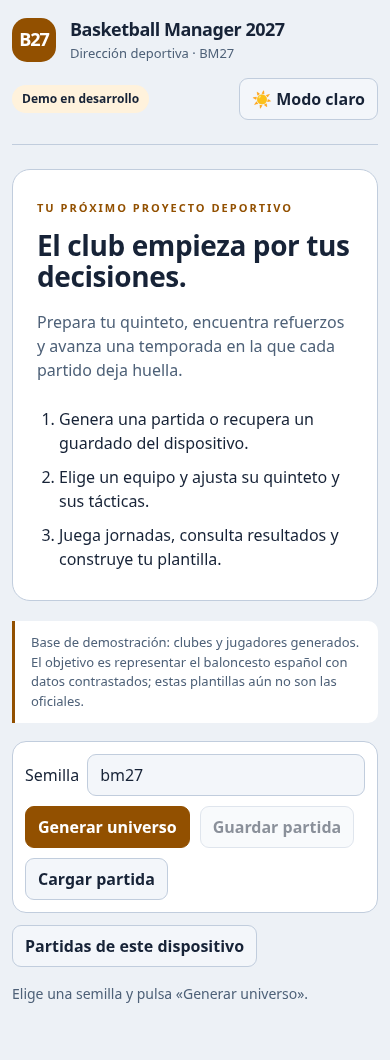 B27
Basketball Manager 2027
Dirección deportiva · BM27
Demo en desarrollo
☀️ Modo claro
TU PRÓXIMO PROYECTO DEPORTIVO
El club empieza por tus
decisiones.
Prepara tu quinteto, encuentra refuerzos
y avanza una temporada en la que cada
partido deja huella.
1. Genera una partida o recupera un
guardado del dispositivo.
2. Elige un equipo y ajusta su quinteto y
sus tácticas.
3. Juega jornadas, consulta resultados y
construye tu plantilla.
Base de demostración: clubes y jugadores generados.
El objetivo es representar el baloncesto español con
datos contrastados; estas plantillas aún no son las
oficiales.
Semilla
bm27
Generar universo
Guardar partida
Cargar partida
Partidas de este dispositivo
Elige una semilla y pulsa «Generar universo».